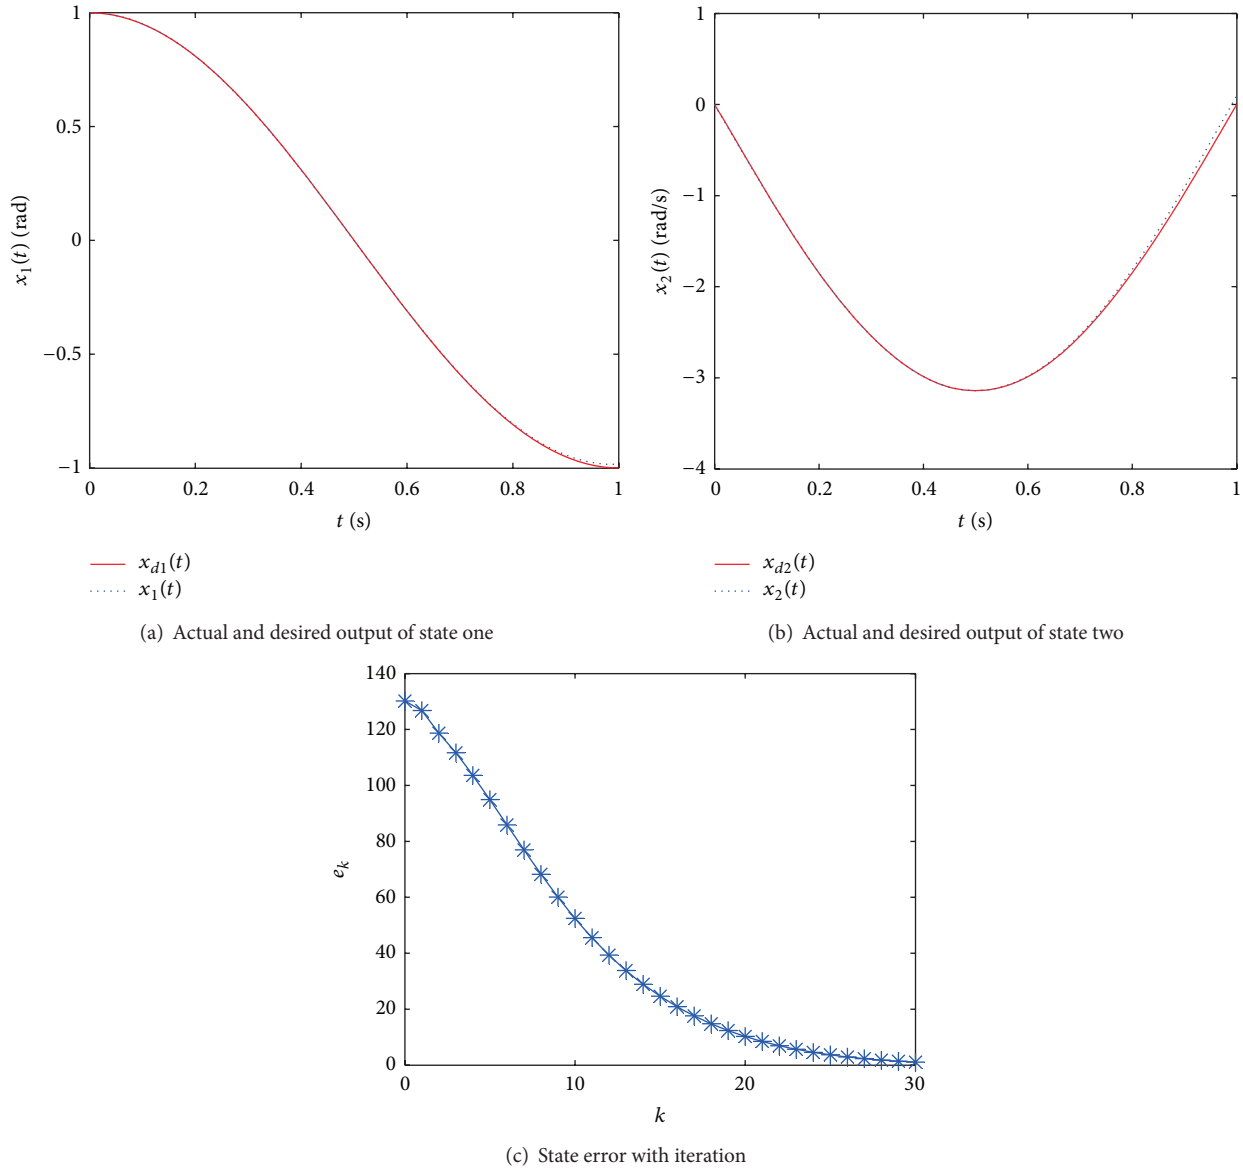 1
0.5
0
−0.5
−1
x1(t) (rad)
0
0.2
0.4
0.6
0.8
1
t (s)
xd1(t)
x1(t)
(a) Actual and desired output of state one
1
0
−1
−2
−3
−4
x2(t) (rad/s)
0
0.2
0.4
0.6
0.8
1
t (s)
xd2(t)
x2(t)
(b) Actual and desired output of state two
140
120
100
80
60
40
20
0
ek
0
10
20
30
k
(c) State error with iteration